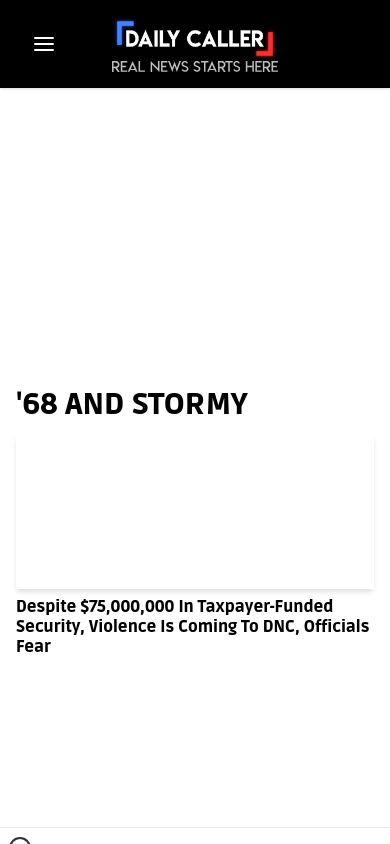 DAILY CALLER
REAL NEWS STARTS HERE
'68 AND STORMY
Despite $75,000,000 In Taxpayer-Funded
Security, Violence Is Coming To DNC, Officials
Fear